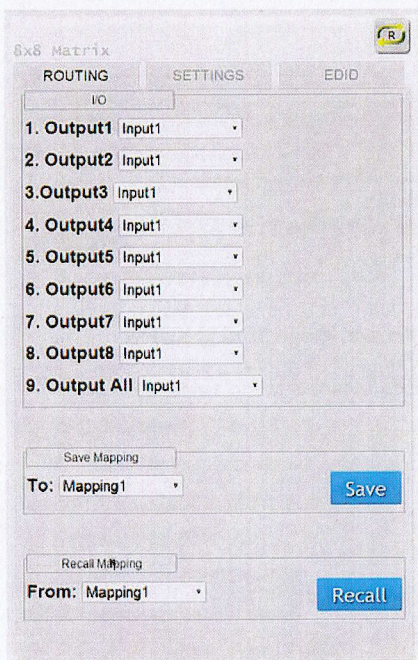 R
8x8 Matrix
ROUTING SETTINGS EDID
I/O
1. Output1 Input1
2. Output2 Input1
3.Output3 Input1
4. Output4 Input1
5. Output5 Input1
6. Output6 Input1
7. Output7 Input1
8. Output8 Input1
9. Output All Input1
Save Mapping
To: Mapping1 Save
Recall Mapping
From: Mapping1 Recall